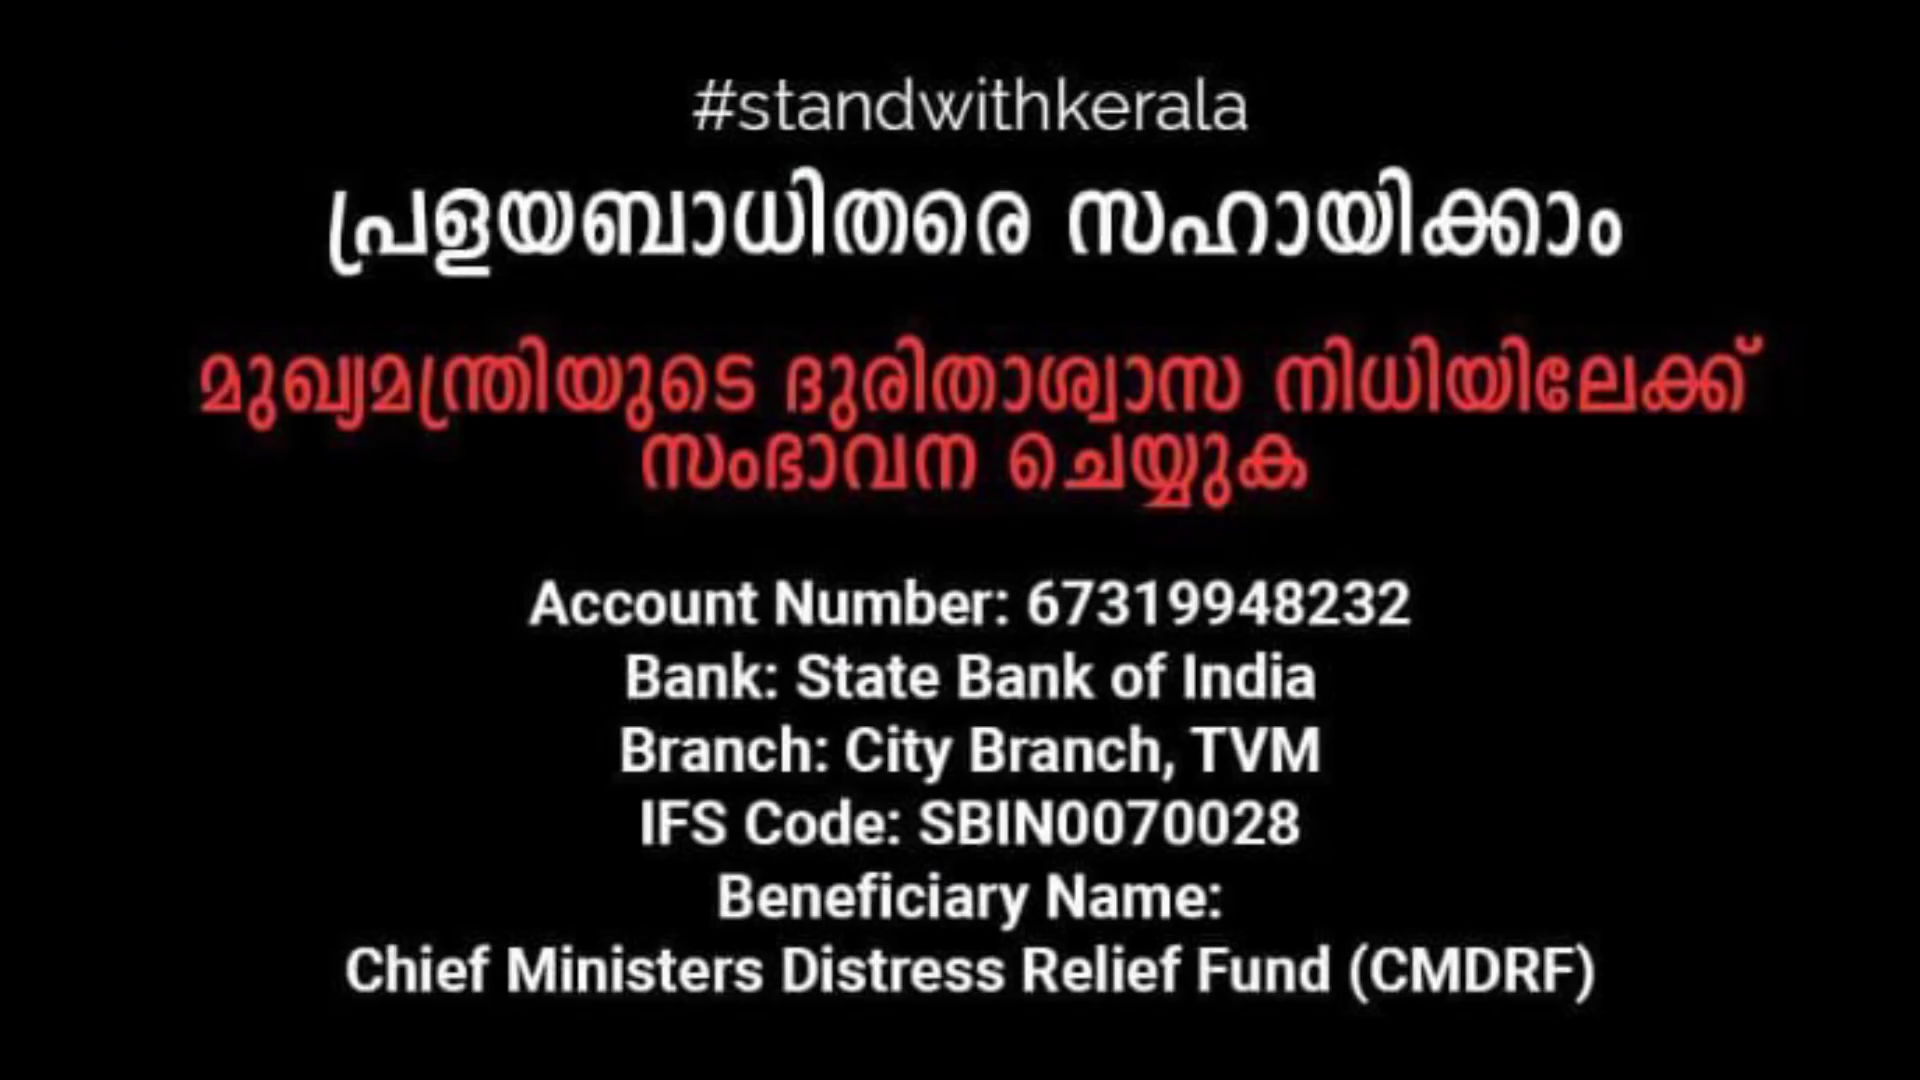 #standwithkerala
പ്രളയബാധിതരെ സഹായിക്കാം
മുഖ്യമന്ത്രിയുടെ ദുരിതാശ്വാസ നിധിയിലേക്ക്
സംഭാവന ചെയ്യുക
Account Number: 67319948232
Bank: State Bank of India
Branch: City Branch, TVM
IFS Code: SBIN0070028
Beneficiary Name:
Chief Ministers Distress Relief Fund (CMDRF)